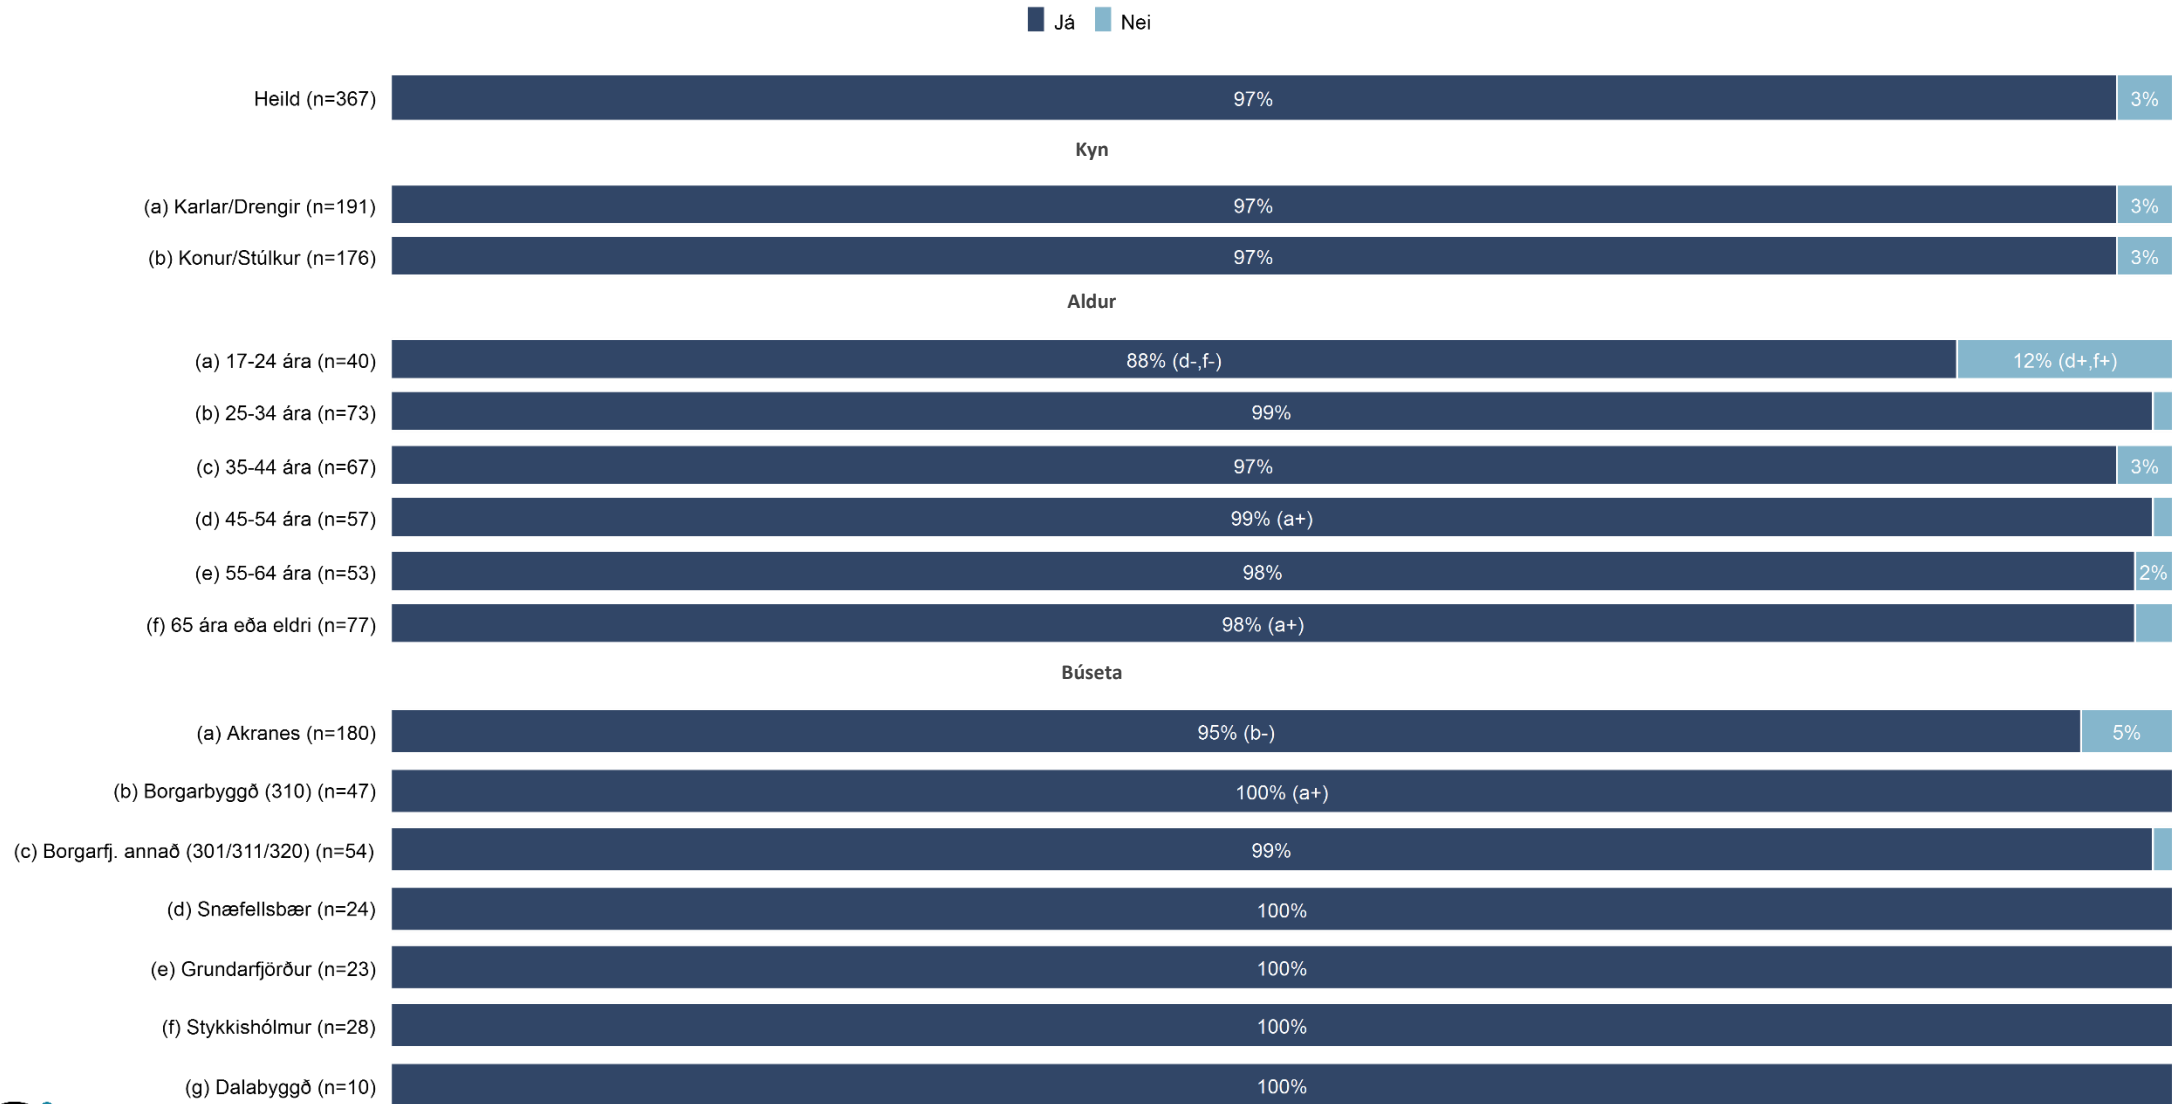 Já Nei
Heild (n=367) 97% 3%
Kyn
(a) Karlar/Drengir (n=191) 97% 3%
(b) Konur/Stúlkur (n=176) 97% 3%
Aldur
(a) 17-24 ára (n=40) 88% (d-,f-) 12% (d+,f+)
(b) 25-34 ára (n=73) 99%
(c) 35-44 ára (n=67) 97% 3%
(d) 45-54 ára (n=57) 99% (a+)
(e) 55-64 ára (n=53) 98% 2%
(f) 65 ára eða eldri (n=77) 98% (a+)
Búseta
(a) Akranes (n=180) 95% (b-) 5%
(b) Borgarbyggð (310) (n=47) 100% (a+)
(c) Borgarfj. annað (301/311/320) (n=54) 99%
(d) Snæfellsbær (n=24) 100%
(e) Grundarfjörður (n=23) 100%
(f) Stykkishólmur (n=28) 100%
(g) Dalabyggð (n=10) 100%